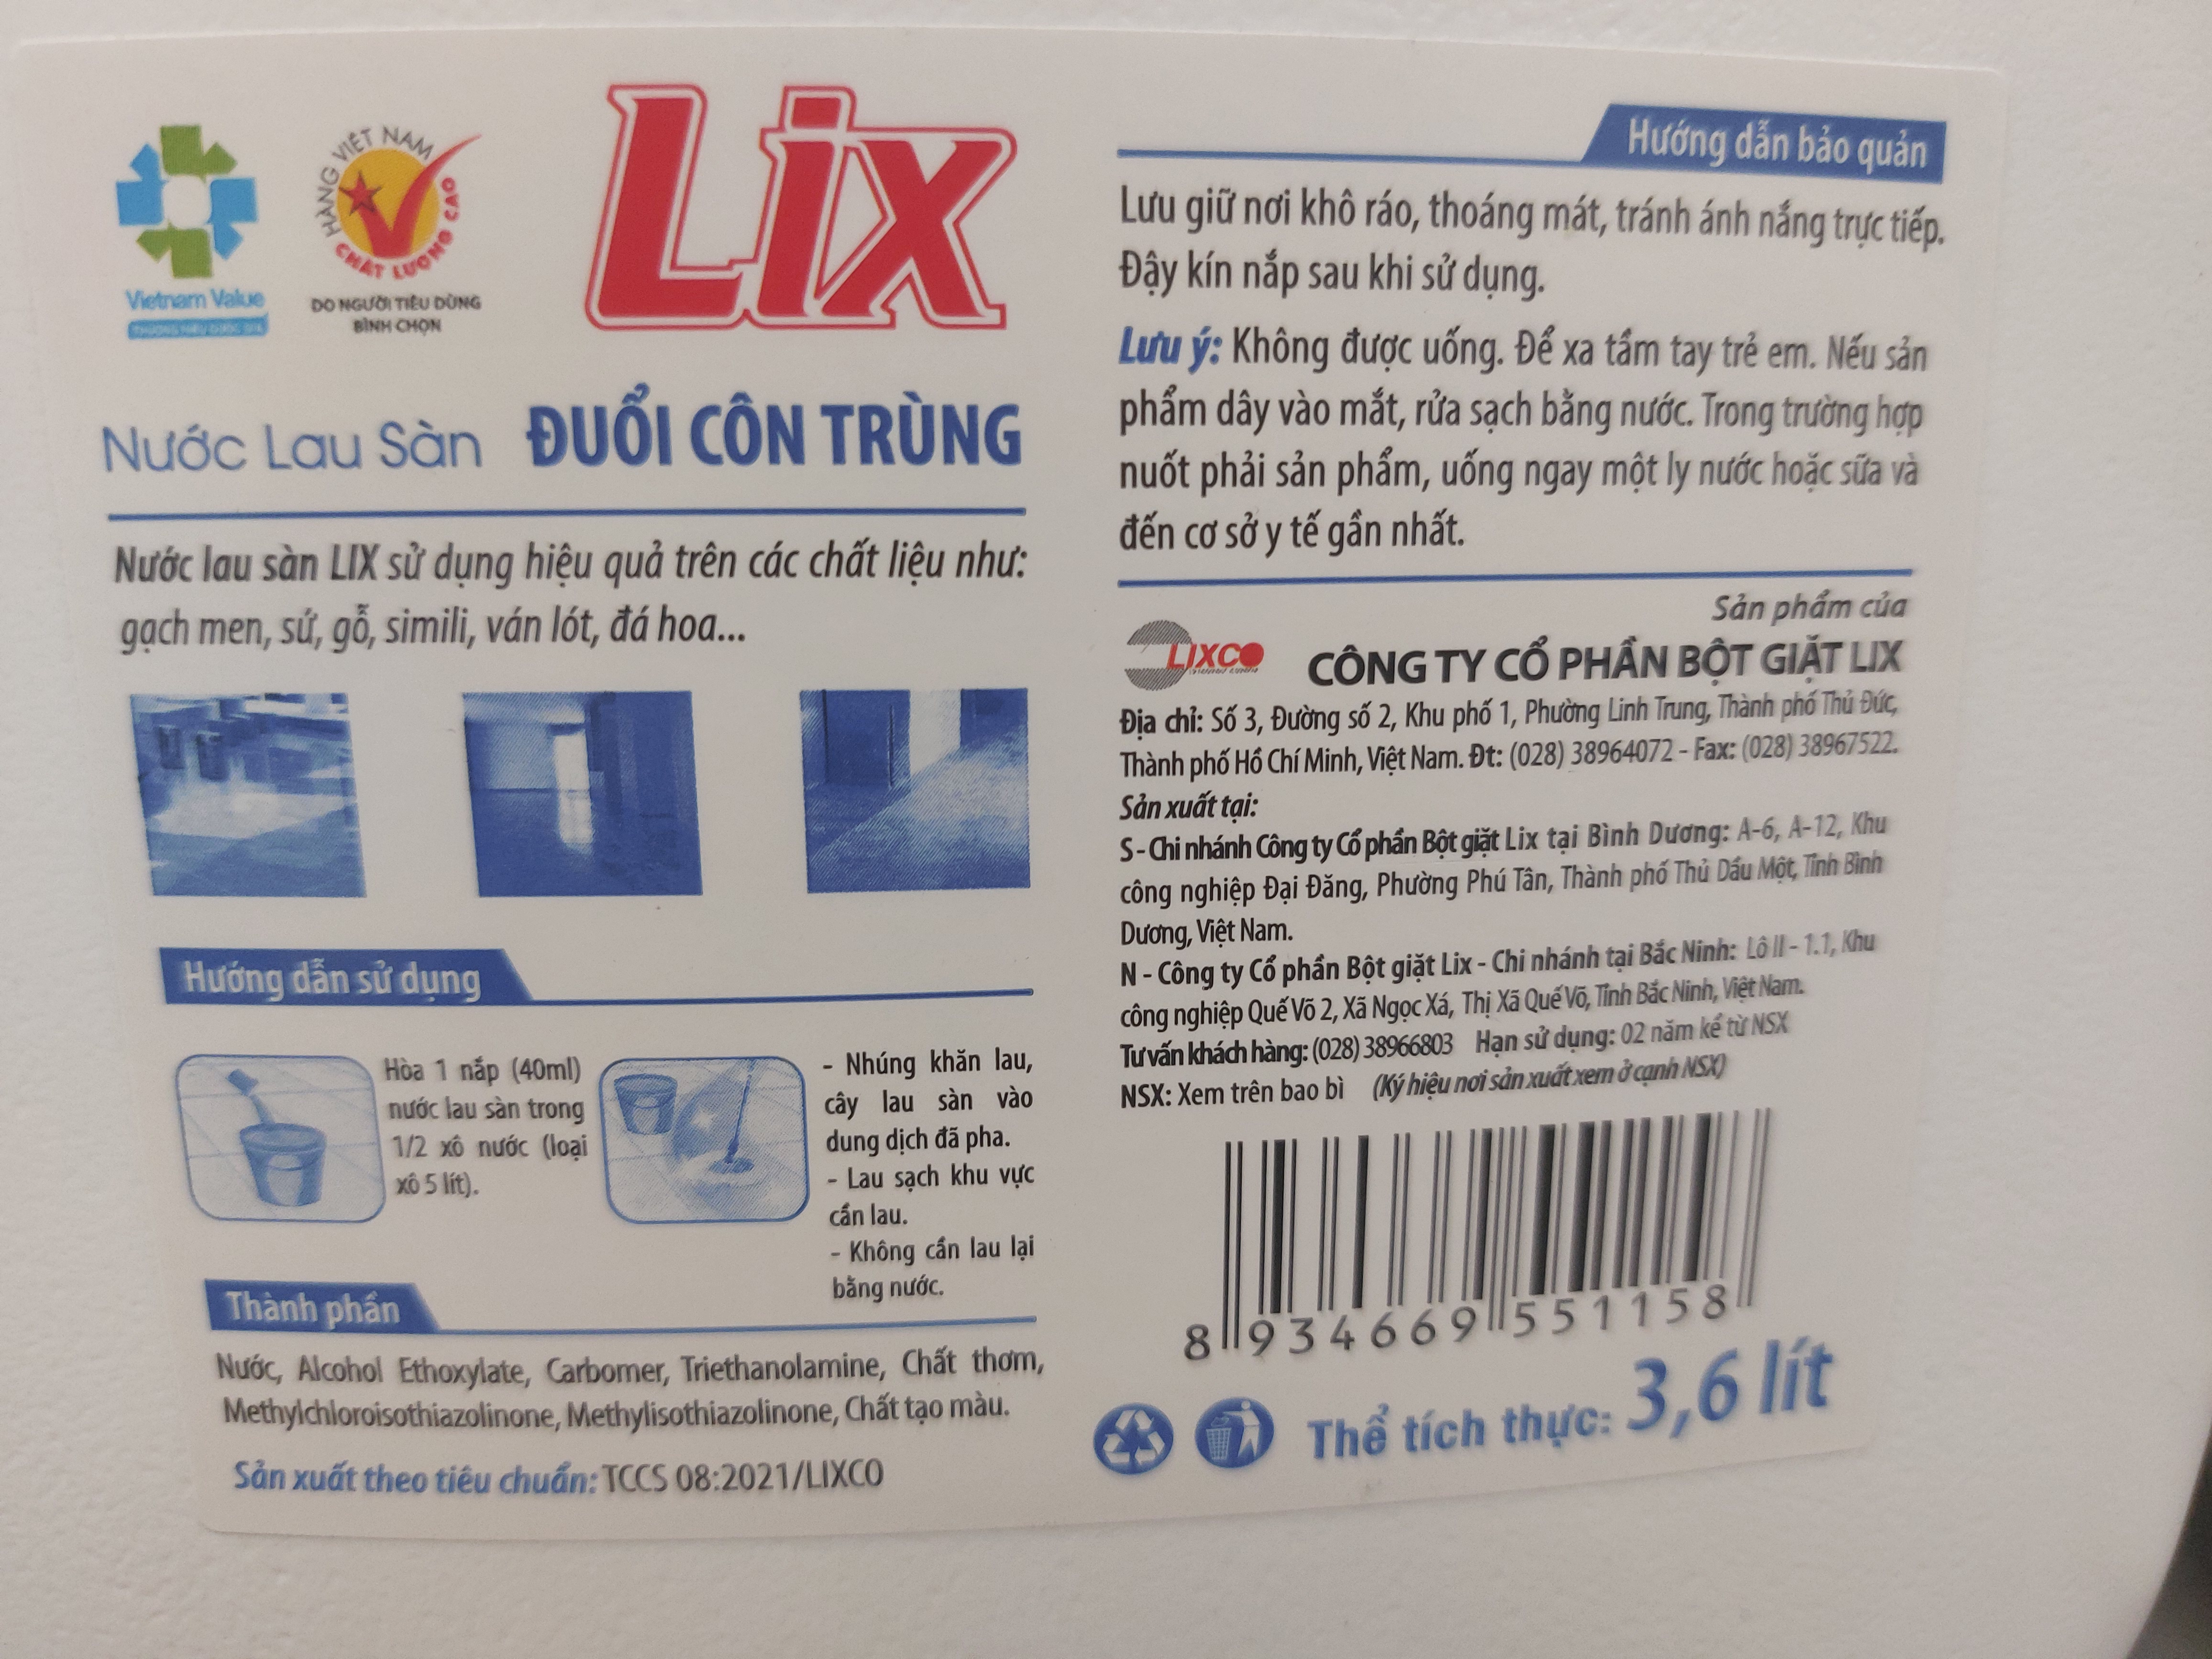 Vietnam Value
HÀNG VIỆT NAM
CHẤT LƯỢNG CAO
DO NGƯỜI TIÊU DÙNG
BÌNH CHỌN
Lix
Nước Lau Sàn ĐUỔI CÔN TRÙNG
Nước lau sàn LIX sử dụng hiệu quả trên các chất liệu như:
gạch men, sứ, gỗ, simili, ván lót, đá hoa...
Hướng dẫn sử dụng
Hòa 1 nắp (40ml)
nước lau sàn trong
1/2 xô nước (loại
xô 5 lít).
- Nhúng khăn lau,
cây lau sàn vào
dung dịch đã pha.
- Lau sạch khu vực
cần lau.
- Không cần lau lại
bằng nước.
Thành phần
Nước, Alcohol Ethoxylate, Carbomer, Triethanolamine, Chất thơm,
Methylchloroisothiazolinone, Methylisothiazolinone, Chất tạo màu.
Sản xuất theo tiêu chuẩn: TCCS 08:2021/LIXCO
Hướng dẫn bảo quản
Lưu giữ nơi khô ráo, thoáng mát, tránh ánh nắng trực tiếp.
Đậy kín nắp sau khi sử dụng.
Lưu ý: Không được uống. Để xa tầm tay trẻ em. Nếu sản
phẩm dây vào mắt, rửa sạch bằng nước. Trong trường hợp
nuốt phải sản phẩm, uống ngay một ly nước hoặc sữa và
đến cơ sở y tế gần nhất.
Sản phẩm của
LIXCO CÔNG TY CỔ PHẦN BỘT GIẶT LIX
Địa chỉ: Số 3, Đường số 2, Khu phố 1, Phường Linh Trung, Thành phố Thủ Đức,
Thành phố Hồ Chí Minh, Việt Nam. Đt: (028) 38964072 - Fax: (028) 38967522.
Sản xuất tại:
S - Chi nhánh Công ty Cổ phần Bột giặt Lix tại Bình Dương: A-6, A-12, Khu
công nghiệp Đại Đăng, Phường Phú Tân, Thành phố Thủ Dầu Một, Tỉnh Bình
Dương, Việt Nam.
N - Công ty Cổ phần Bột giặt Lix - Chi nhánh tại Bắc Ninh: Lô II - 1.1, Khu
công nghiệp Quế Võ 2, Xã Ngọc Xá, Thị Xã Quế Võ, Tỉnh Bắc Ninh, Việt Nam.
Tư vấn khách hàng: (028) 38966803 Hạn sử dụng: 02 năm kể từ NSX
NSX: Xem trên bao bì (Ký hiệu nơi sản xuất xem ở cạnh NSX)
8 934669 551158
Thể tích thực: 3,6 lít